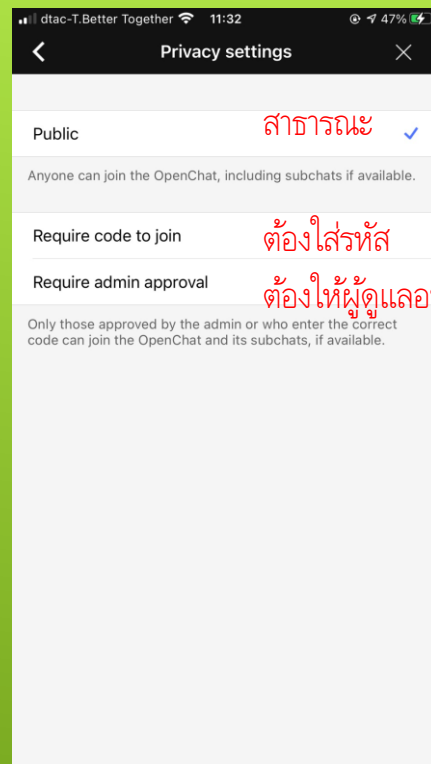 dtac-T.Better Together 11:32 47%
Privacy settings
Public สาธารณะ
Anyone can join the OpenChat, including subchats if available.
Require code to join ต้องใส่รหัส
Require admin approval ต้องให้ผู้ดูแล
Only those approved by the admin or who enter the correct
code can join the OpenChat and its subchats, if available.